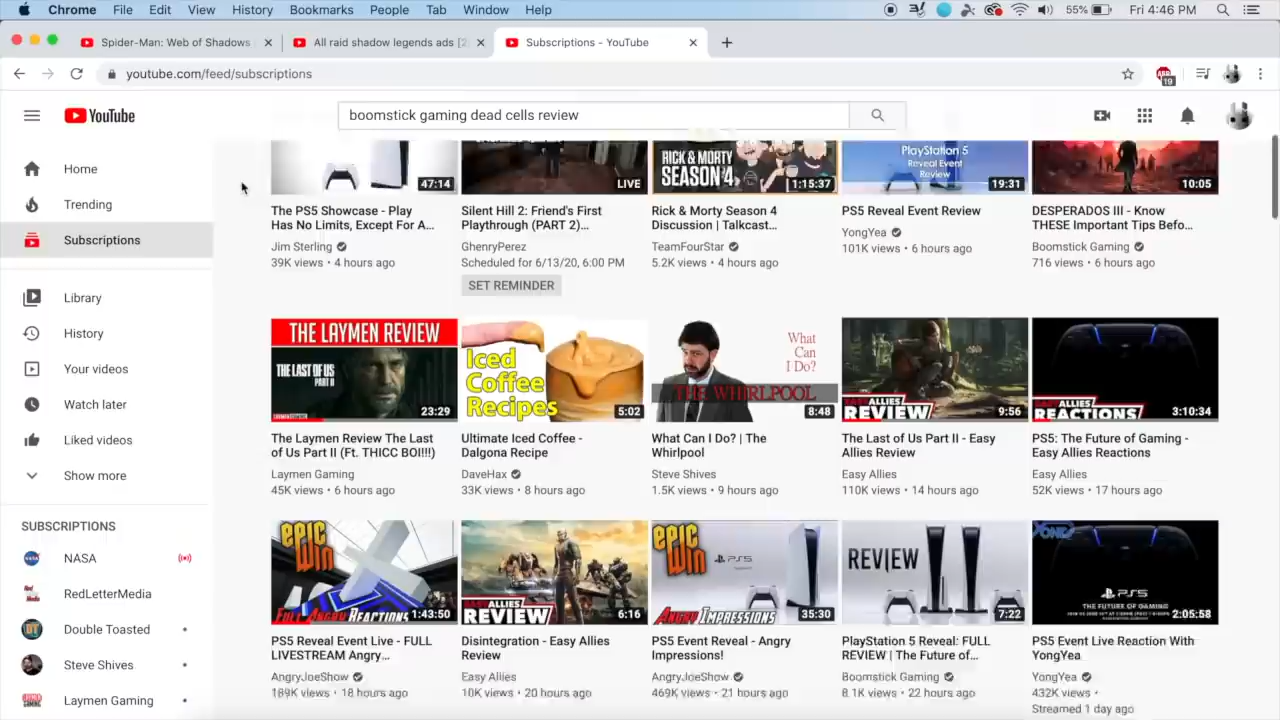 Chrome File Edit View History Bookmarks People Tab Window Help 55% Fri 4:46 PM
Spider-Man: Web of Shadows All raid shadow legends ads [2 Subscriptions - YouTube
youtube.com/feed/subscriptions
19
YouTube
boomstick gaming dead cells review
Home
Trending
Subscriptions
Library
History
Your videos
Watch later
Liked videos
Show more
SUBSCRIPTIONS
NASA
RedLetterMedia
Double Toasted
Steve Shives
Laymen Gaming
47:14
The PS5 Showcase - Play
Has No Limits, Except For A...
Jim Sterling
39K views • 4 hours ago
LIVE
Silent Hill 2: Friend's First
Playthrough (PART 2)...
GhenryPerez
Scheduled for 6/13/20, 6:00 PM
SET REMINDER
RICK & MORTY
SEASON 4
1:15:37
Rick & Morty Season 4
Discussion | Talkcast...
TeamFourStar
5.2K views • 4 hours ago
PlayStation 5
Reveal Event
Review
19:31
PS5 Reveal Event Review
YongYea
101K views • 6 hours ago
10:05
DESPERADOS III - Know
THESE Important Tips Befo...
Boomstick Gaming
716 views • 6 hours ago
THE LAYMEN REVIEW
THE LAST OF US
PART II
23:29
The Laymen Review The Last
of Us Part II (Ft. THICC BOI!!!!)
Laymen Gaming
45K views • 6 hours ago
Iced
Coffee
Recipes
5:02
Ultimate Iced Coffee -
Dalgona Recipe
DaveHax
33K views • 8 hours ago
What
Can
I Do?
THE WHIRLPOOL
8:48
What Can I Do? | The
Whirlpool
Steve Shives
1.5K views • 9 hours ago
EASY ALLIES
REVIEW
9:56
The Last of Us Part II - Easy
Allies Review
Easy Allies
110K views • 14 hours ago
EASY ALLIES
REACTIONS
3:10:34
PS5: The Future of Gaming -
Easy Allies Reactions
Easy Allies
52K views • 17 hours ago
EPIC
WIN
FULL ANGRY REACTIONS
1:43:50
PS5 Reveal Event Live - FULL
LIVESTREAM Angry...
AngryJoeShow
189K views • 18 hours ago
EASY ALLIES
REVIEW
6:16
Disintegration - Easy Allies
Review
Easy Allies
10K views • 20 hours ago
EPIC
WIN
PS5
ANGRY IMPRESSIONS
35:30
PS5 Event Reveal - Angry
Impressions!
AngryJoeShow
469K views • 21 hours ago
REVIEW
7:22
PlayStation 5 Reveal: FULL
REVIEW | The Future of...
Boomstick Gaming
8.1K views • 22 hours ago
YONG
PS5
THE FUTURE OF GAMING
2:05:58
PS5 Event Live Reaction With
YongYea
YongYea
432K views •
Streamed 1 day ago